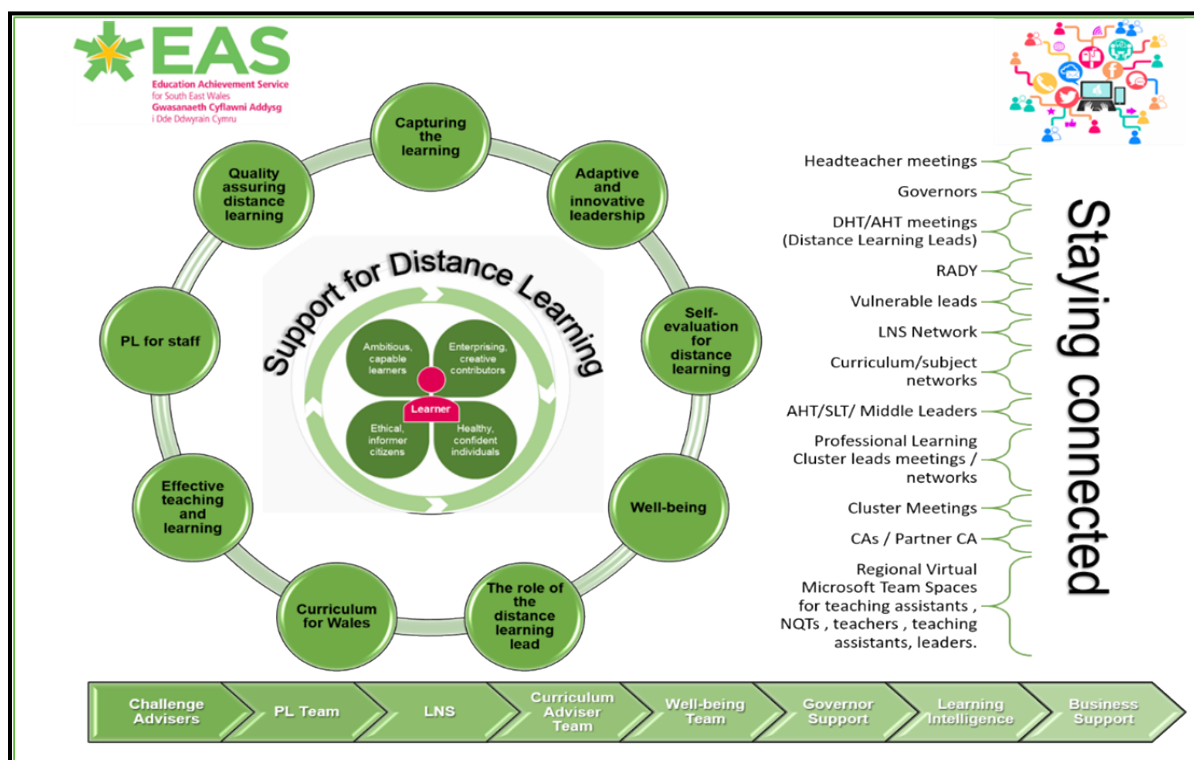 EAS
Education Achievement Service
for South East Wales
Gwasanaeth Cyflawni Addysg
i Dde Ddwyrain Cymru
Capturing
the
learning
Adaptive
and
innovative
leadership
Self-
evaluation
for
distance
learning
Well-being
The role of
the
distance
learning
lead
Curriculum
for Wales
Effective
teaching
and
learning
PL for staff
Quality
assuring
distance
learning
Support for Distance Learning
Ambitious,
capable
learners
Enterprising,
creative
contributors
Learner
Ethical,
informer
citizens
Healthy,
confident
individuals
Headteacher meetings
Governors
DHT/AHT meetings
(Distance Learning Leads)
RADY
Vulnerable leads
LNS Network
Curriculum/subject
networks
AHT/SLT/ Middle Leaders
Professional Learning
Cluster leads meetings /
networks
Cluster Meetings
CAs / Partner CA
Regional Virtual
Microsoft Team Spaces
for teaching assistants ,
NQTs , teachers , teaching
assistants, leaders.
Staying connected
Challenge
Advisers
PL Team
LNS
Curriculum
Adviser
Team
Well-being
Team
Governor
Support
Learning
Intelligence
Business
Support